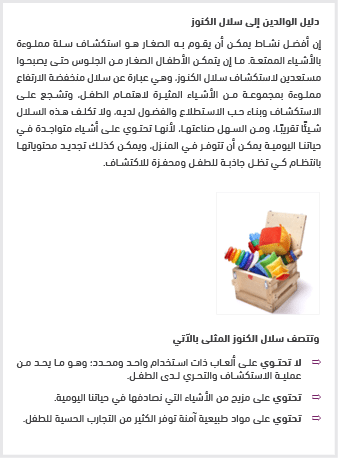 دليل الوالدين إلى سلال الكنوز
إن أفضل نشاط يمكن أن يقوم به الصغار هو استكشاف سلة مملوءة
بالأشياء الممتعة. ما إن يتمكن الأطفال الصغار من الجلوس حتى يصبحوا
مستعدين لاستكشاف سلال الكنوز، وهي عبارة عن سلال منخفضة الارتفاع
مملوءة بمجموعة من الأشياء المثيرة لاهتمام الطفل، وتشجع على
الاستكشاف وبناء حب الاستطلاع والفضول لديه، ولا تكلف هذه السلال
شيئًا تقريبًا، ومن السهل صناعتها، لأنها تحتوي على أشياء متواجدة في
حياتنا اليومية يمكن أن تتوفر في المنزل، ويمكن كذلك تجديد محتوياتها
بانتظام كي تظل جاذبة للطفل ومحفزة للاكتشاف.
وتتصف سلال الكنوز المثلى بالآتي
⇨ لا تحتوي على ألعاب ذات استخدام واحد ومحدد؛ وهو ما يحد من
عملية الاستكشاف والتحري لدى الطفل.
⇨ تحتوي على مزيج من الأشياء التي نصادفها في حياتنا اليومية.
⇨ تحتوي على مواد طبيعية آمنة توفر الكثير من التجارب الحسية للطفل.